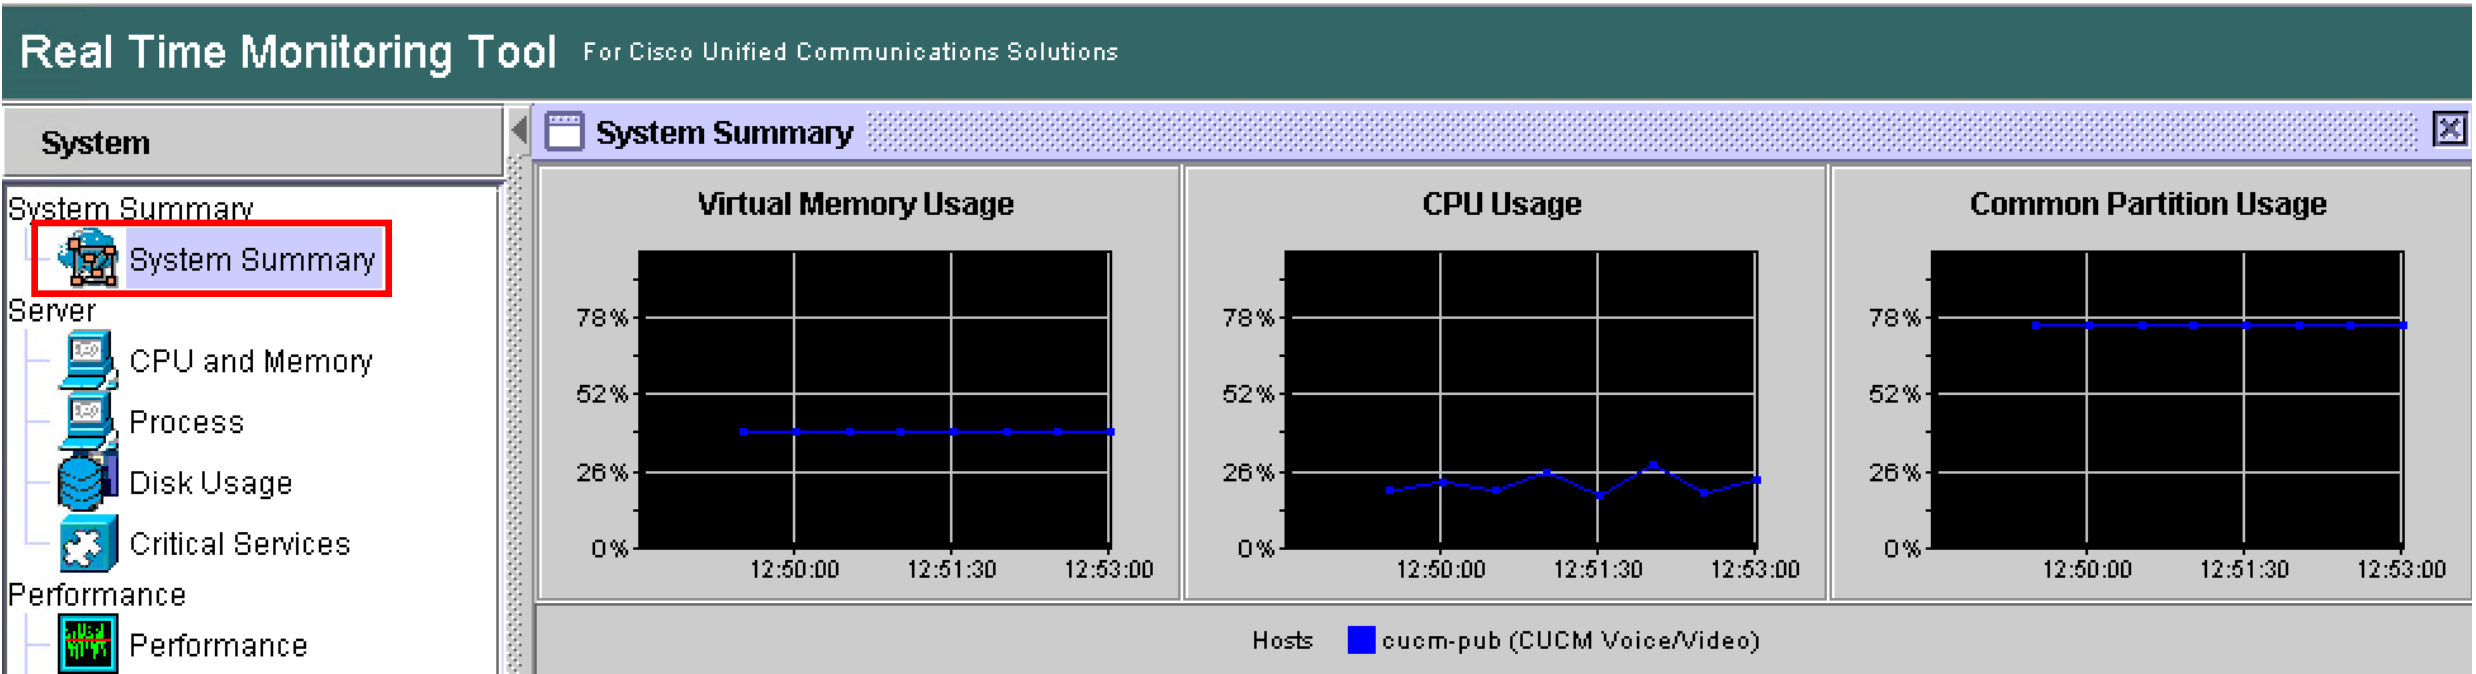 Real Time Monitoring Tool For Cisco Unified Communications Solutions
System
System Summary
System Summary
Server
CPU and Memory
Process
Disk Usage
Critical Services
Performance
Performance
System Summary
Virtual Memory Usage
78%
52%
26%
0%
12:50:00 12:51:30 12:53:00
CPU Usage
78%
52%
26%
0%
12:50:00 12:51:30 12:53:00
Common Partition Usage
78%
52%
26%
0%
12:50:00 12:51:30 12:53:00
Hosts cucm-pub (CUCM Voice/Video)